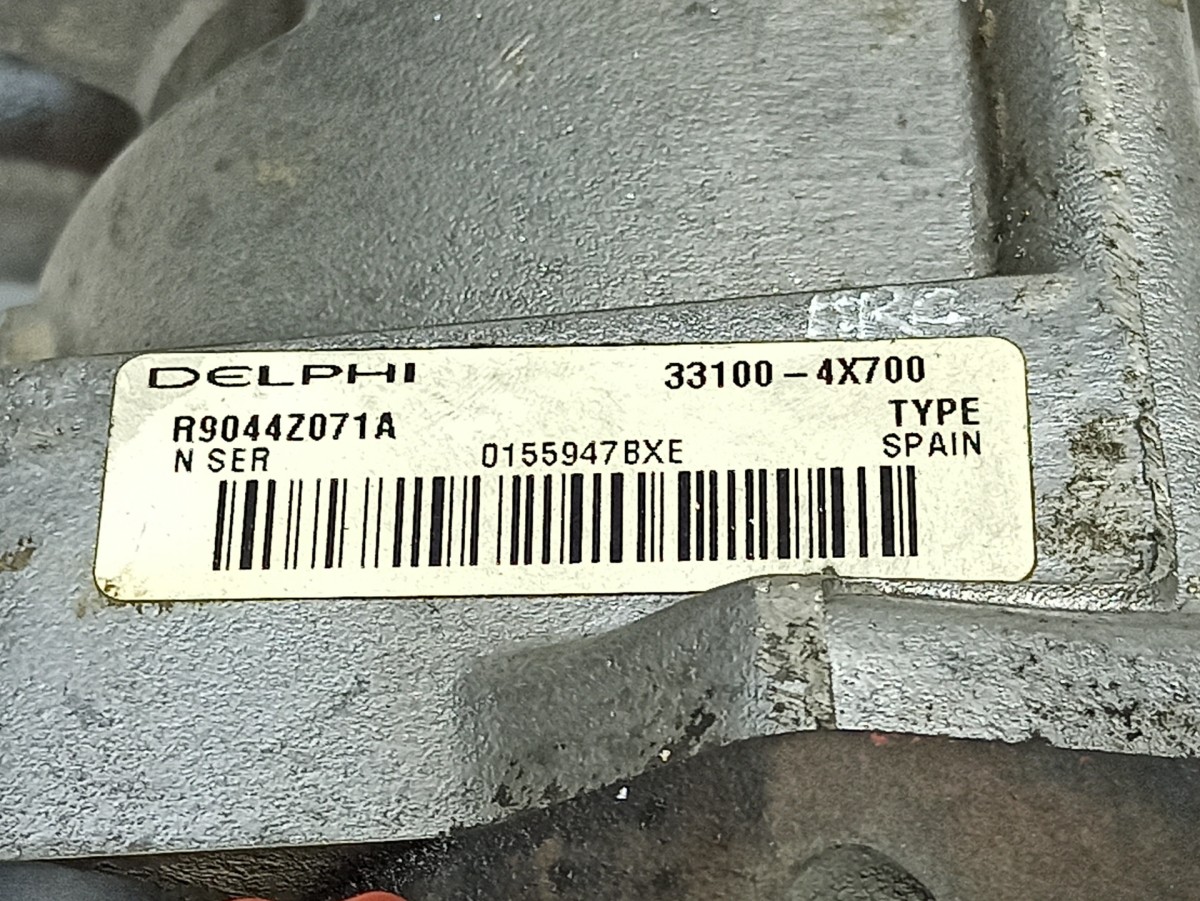 DELPHI 33100-4X700
R9044Z071A TYPE
N SER 0155947BXE SPAIN